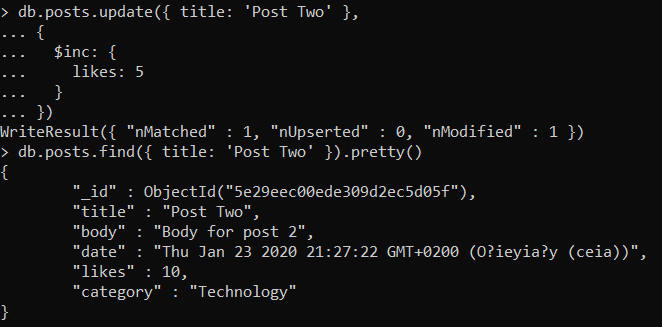 > db.posts.update({ title: 'Post Two' },
... {
...   $inc: {
...     likes: 5
...   }
... })
WriteResult({ "nMatched" : 1, "nUpserted" : 0, "nModified" : 1 })
> db.posts.find({ title: 'Post Two' }).pretty()
{
        "_id" : ObjectId("5e29eec00ede309d2ec5d05f"),
        "title" : "Post Two",
        "body" : "Body for post 2",
        "date" : "Thu Jan 23 2020 21:27:22 GMT+0200 (O?ieyia?y (ceia))",
        "likes" : 10,
        "category" : "Technology"
}